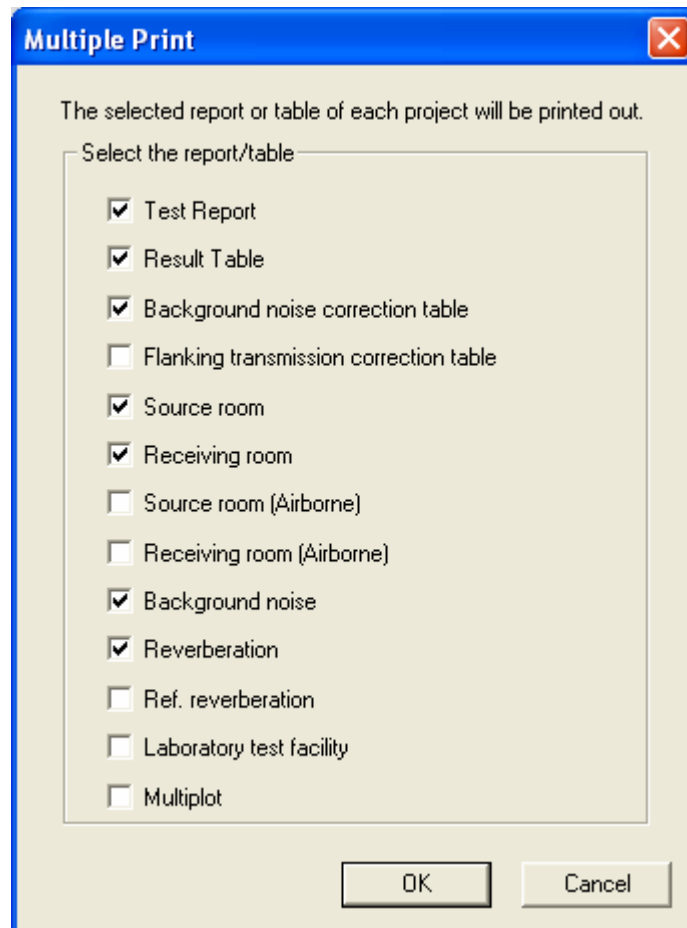 Multiple Print
The selected report or table of each project will be printed out.
Select the report/table
Test Report
Result Table
Background noise correction table
Flanking transmission correction table
Source room
Receiving room
Source room (Airborne)
Receiving room (Airborne)
Background noise
Reverberation
Ref. reverberation
Laboratory test facility
Multiplot
OK Cancel